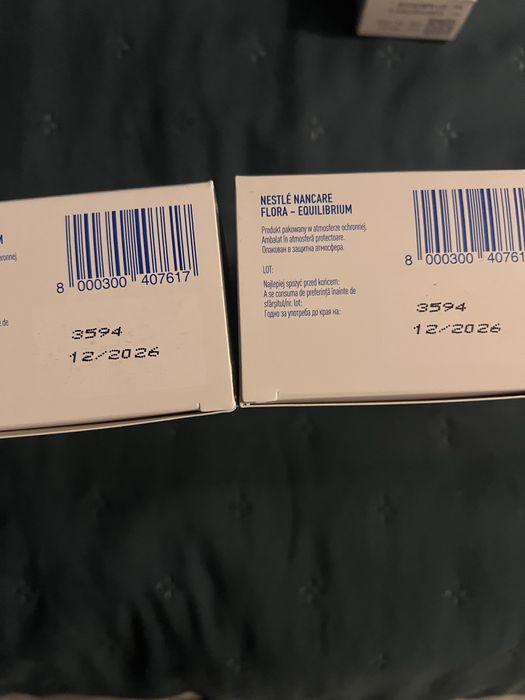 M
8 000300 407617
3594
12/2026
NESTLÉ NANCARE
FLORA – EQUILIBRIUM
Produkt pakowany w atmosferze ochronnej.
Ambalat în atmosferă protectoare.
Опакован в защитна атмосфера.
LOT:
Najlepiej spożyć przed końcem:
A se consuma de preferință înainte de
sfârșitul/nr. lot:
Годно за употреба до края на:
8 000300 40761
3594
12/2026